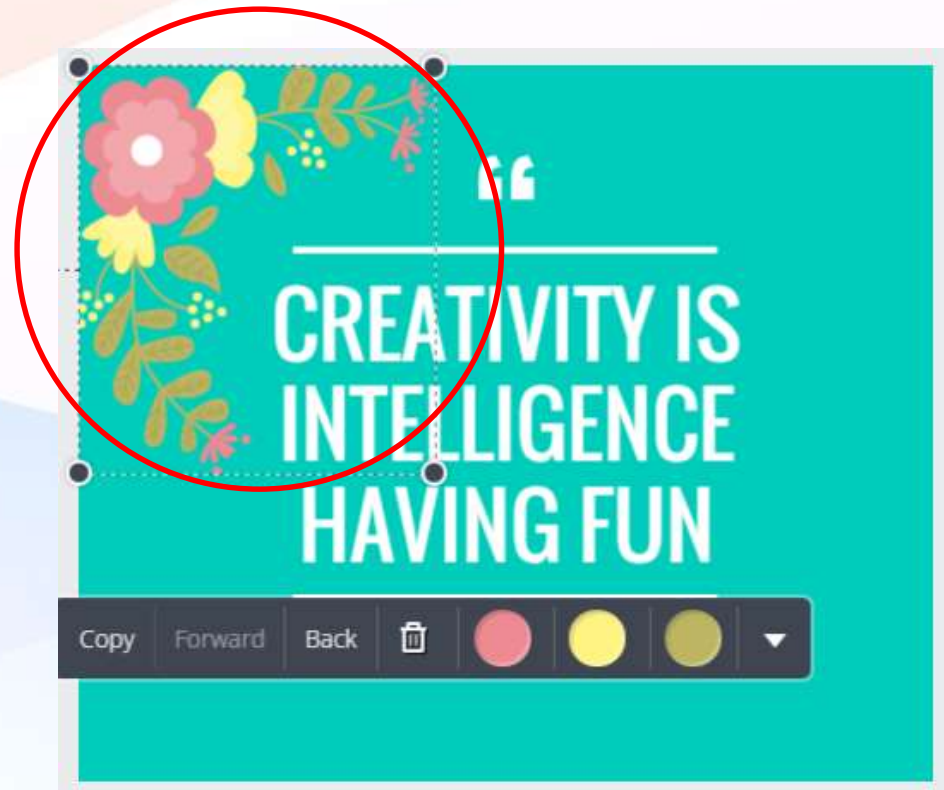 “
CREATIVITY IS
INTELLIGENCE
HAVING FUN
Copy Forward Back